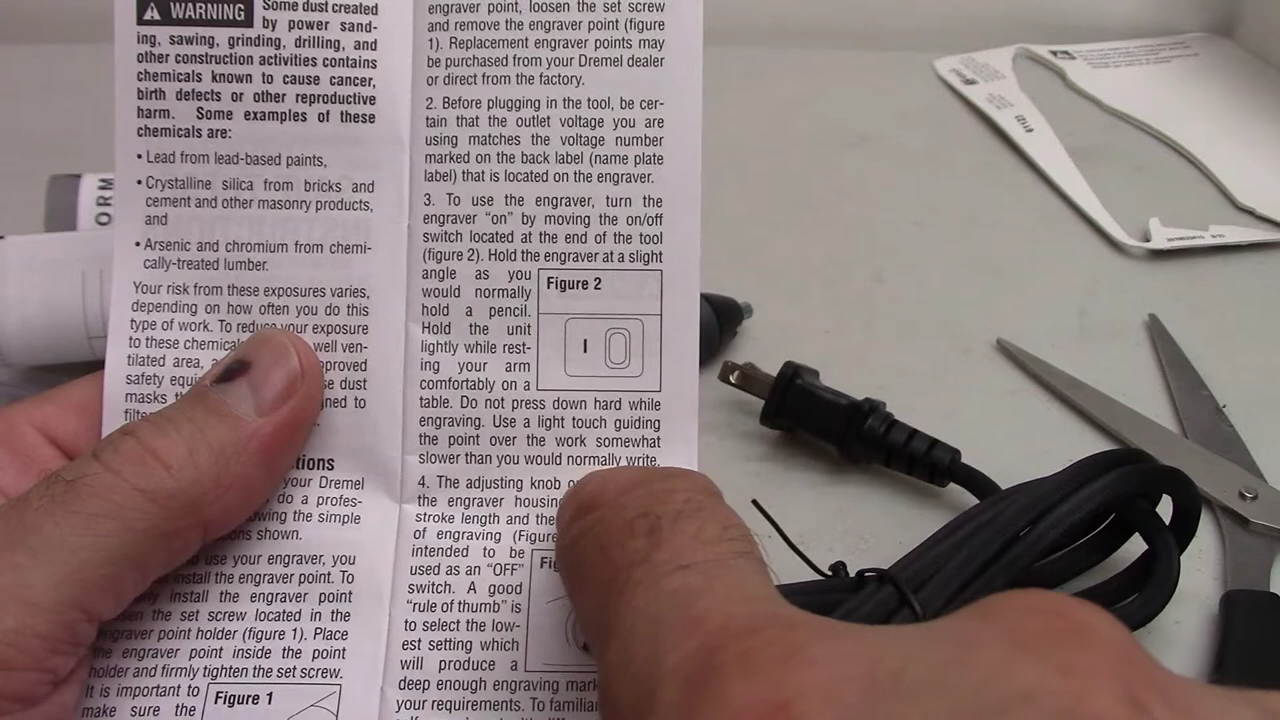 WARNING Some dust created
by power sand-
ing, sawing, grinding, drilling, and
other construction activities contains
chemicals known to cause cancer,
birth defects or other reproductive
harm. Some examples of these
chemicals are:
• Lead from lead-based paints,
• Crystalline silica from bricks and
cement and other masonry products,
and
• Arsenic and chromium from chemi-
cally-treated lumber.
Your risk from these exposures varies,
depending on how often you do this
type of work. To reduce your exposure
to these chemical well ven-
tilated area, proved
safety equi se dust
masks ned to
filte
tions
your Dremel
do a profes-
owing the simple
ons shown.
use your engraver, you
install the engraver point. To
install the engraver point
the set screw located in the
engraver point holder (figure 1). Place
the engraver point inside the point
holder and firmly tighten the set screw.
It is important to
make sure the
Figure 1
engraver point, loosen the set screw
and remove the engraver point (figure
1). Replacement engraver points may
be purchased from your Dremel dealer
or direct from the factory.
2. Before plugging in the tool, be cer-
tain that the outlet voltage you are
using matches the voltage number
marked on the back label (name plate
label) that is located on the engraver.
3. To use the engraver, turn the
engraver “on” by moving the on/off
switch located at the end of the tool
(figure 2). Hold the engraver at a slight
angle as you
would normally
hold a pencil.
Hold the unit
lightly while rest-
ing your arm
comfortably on a
Figure 2
I
table. Do not press down hard while
engraving. Use a light touch guiding
the point over the work somewhat
slower than you would normally write.
4. The adjusting knob
the engraver housing
stroke length and the
of engraving (Figure
intended to be
used as an “OFF”
switch. A good
“rule of thumb” is
to select the low-
est setting which
will produce a
Fig
deep enough engraving mark
your requirements. To familiar
ORM